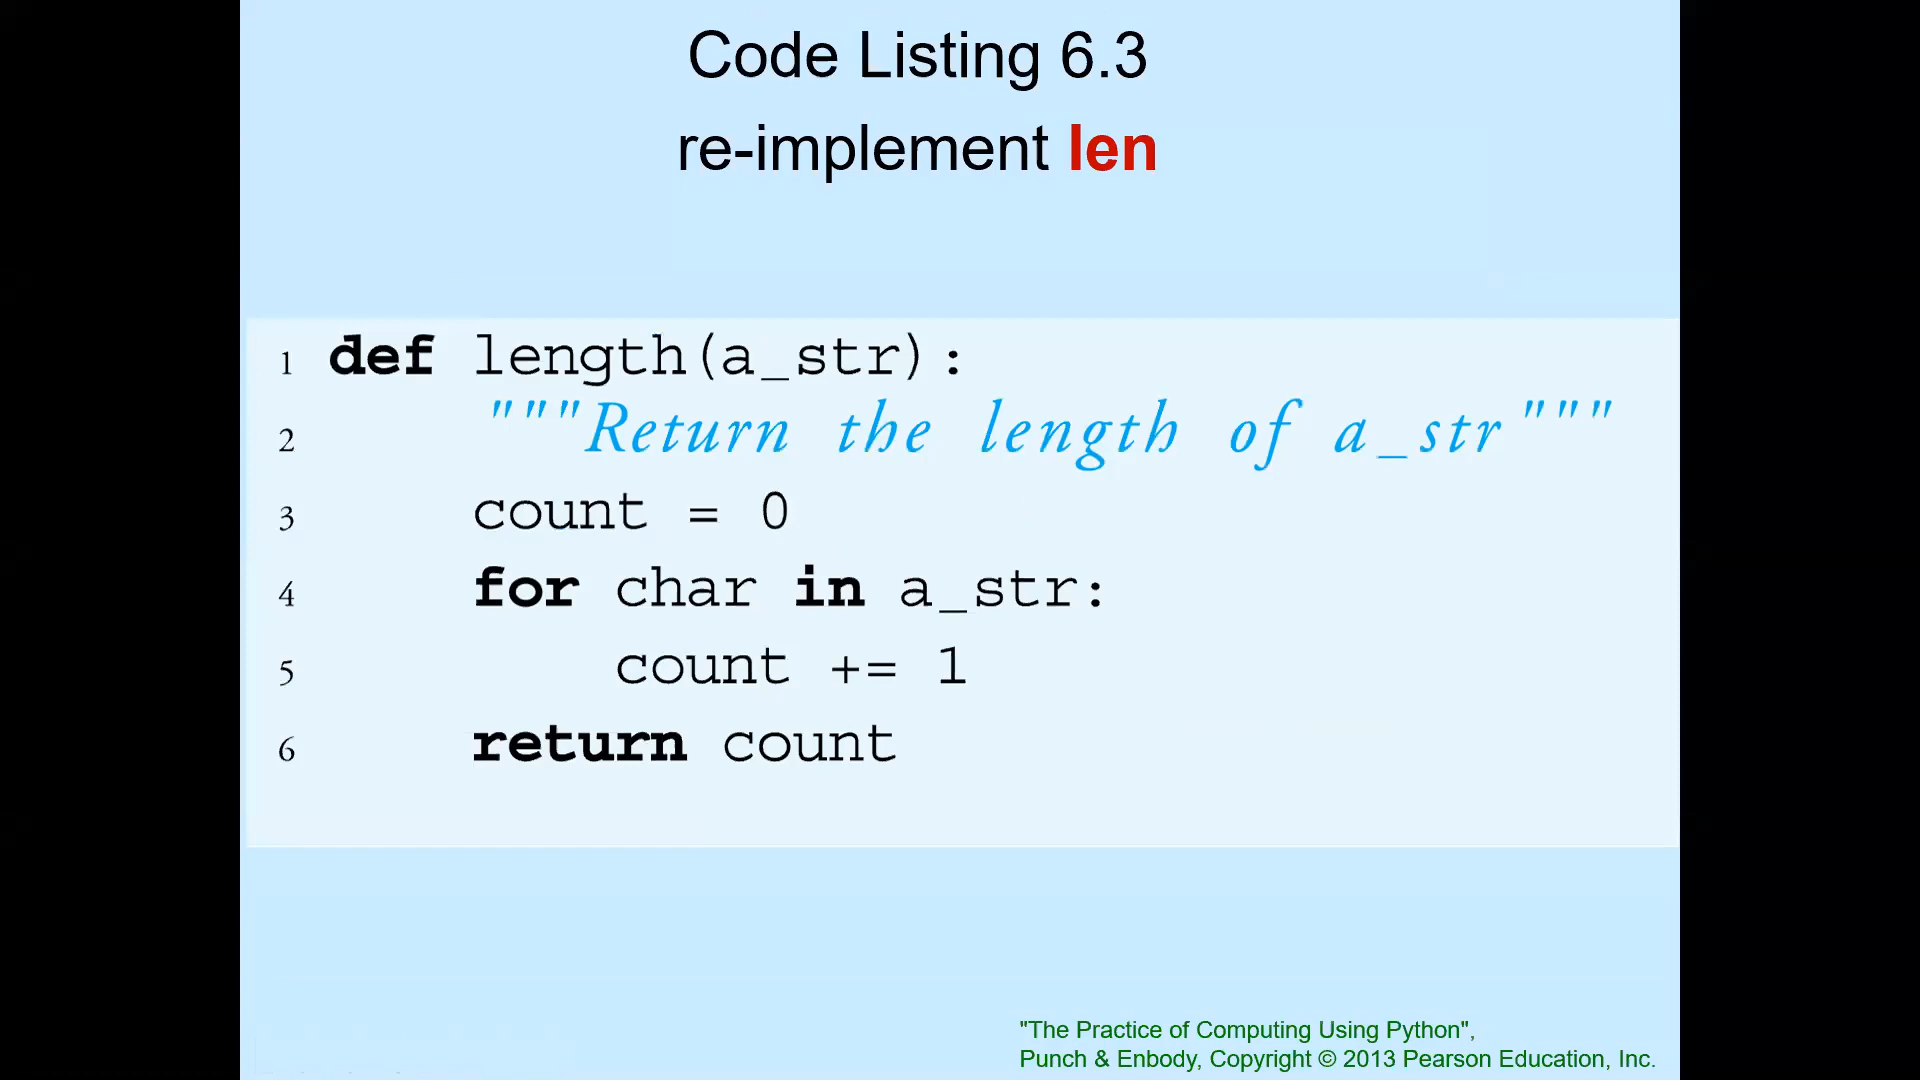 Code Listing 6.3
re-implement len
1 def length(a_str):
2 """Return the length of a_str"""
3 count = 0
4 for char in a_str:
5 count += 1
6 return count
"The Practice of Computing Using Python",
Punch & Enbody, Copyright © 2013 Pearson Education, Inc.